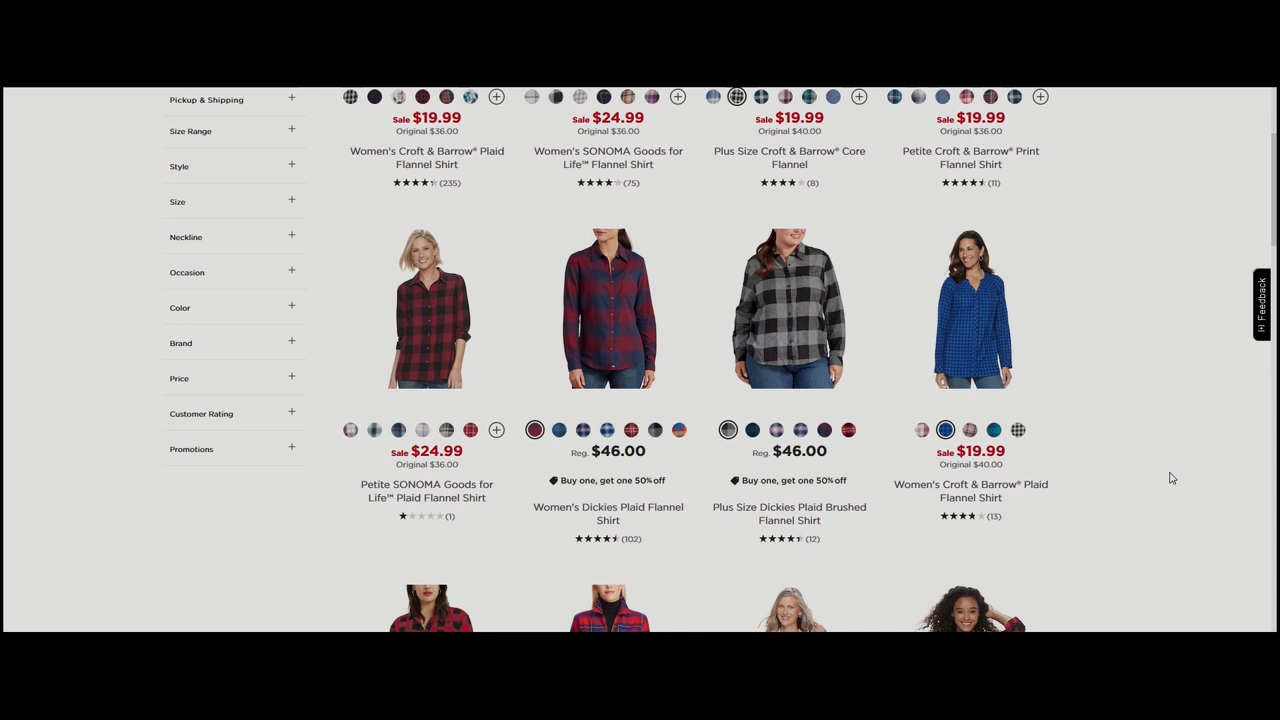 Pickup & Shipping
Size Range
Style
Size
Neckline
Occasion
Color
Brand
Price
Customer Rating
Promotions
Sale $19.99
Original $36.00
Women's Croft & Barrow® Plaid
Flannel Shirt
(235)
Sale $24.99
Original $36.00
Women's SONOMA Goods for
Life™ Flannel Shirt
(75)
Sale $19.99
Original $40.00
Plus Size Croft & Barrow® Core
Flannel
(8)
Sale $19.99
Original $36.00
Petite Croft & Barrow® Print
Flannel Shirt
(11)
Sale $24.99
Original $36.00
Petite SONOMA Goods for
Life™ Plaid Flannel Shirt
(1)
Reg. $46.00
Buy one, get one 50% off
Women's Dickies Plaid Flannel
Shirt
(102)
Reg. $46.00
Buy one, get one 50% off
Plus Size Dickies Plaid Brushed
Flannel Shirt
(12)
Sale $19.99
Original $40.00
Women's Croft & Barrow® Plaid
Flannel Shirt
(13)
[+] Feedback